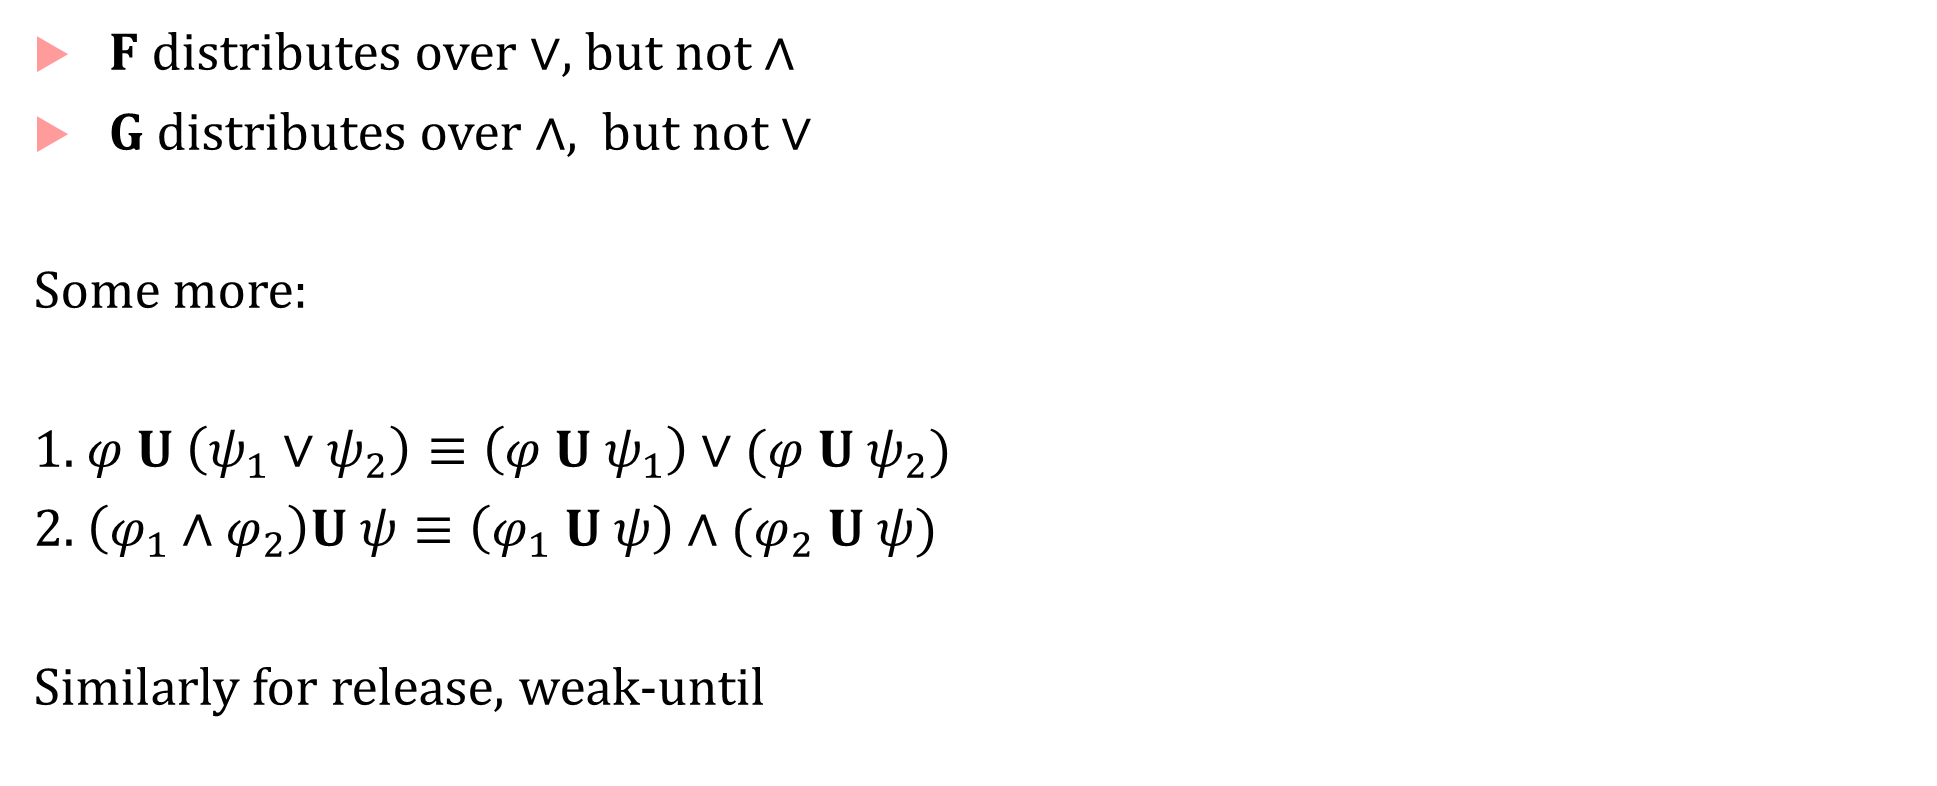 ▶ F distributes over ∨, but not ∧
▶ G distributes over ∧, but not ∨
Some more:
1. φ U (ψ₁ ∨ ψ₂) ≡ (φ U ψ₁) ∨ (φ U ψ₂)
2. (φ₁ ∧ φ₂)U ψ ≡ (φ₁ U ψ) ∧ (φ₂ U ψ)
Similarly for release, weak-until